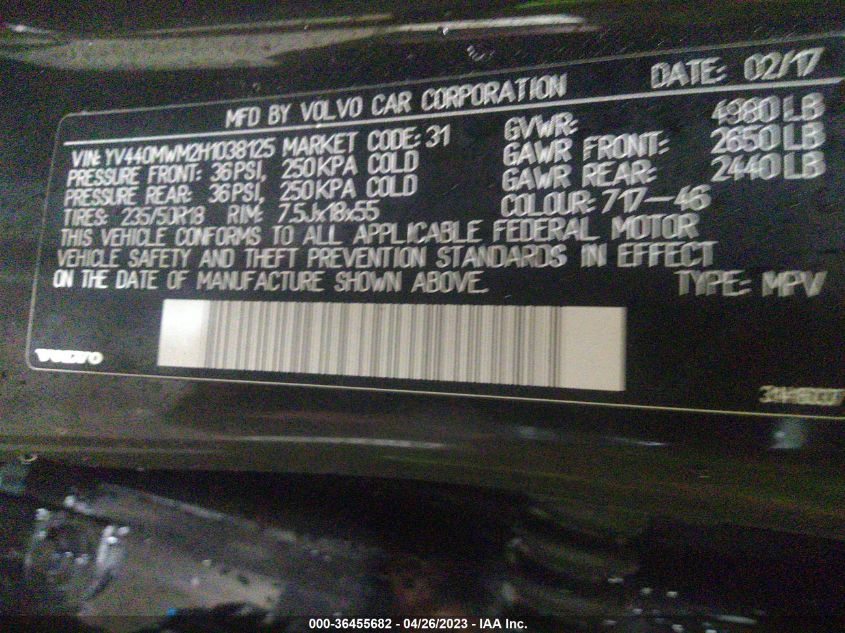 MFD BY VOLVO CAR CORPORATION DATE: 02/17
VIN: YV440MWM2H1038125 MARKET CODE: 31 GVWR: 4980 LB
PRESSURE FRONT: 36 PSI, 250 KPA COLD GAWR FRONT: 2650 LB
PRESSURE REAR: 36 PSI, 250 KPA COLD GAWR REAR: 2440 LB
TIRES: 235/50R18 RIM: 7.5Jx18x55 COLOUR: 717-46
THIS VEHICLE CONFORMS TO ALL APPLICABLE FEDERAL MOTOR
VEHICLE SAFETY AND THEFT PREVENTION STANDARDS IN EFFECT
ON THE DATE OF MANUFACTURE SHOWN ABOVE. TYPE: MPV
VOLVO
000-36455682 / 04/26/2023 - IAA Inc.